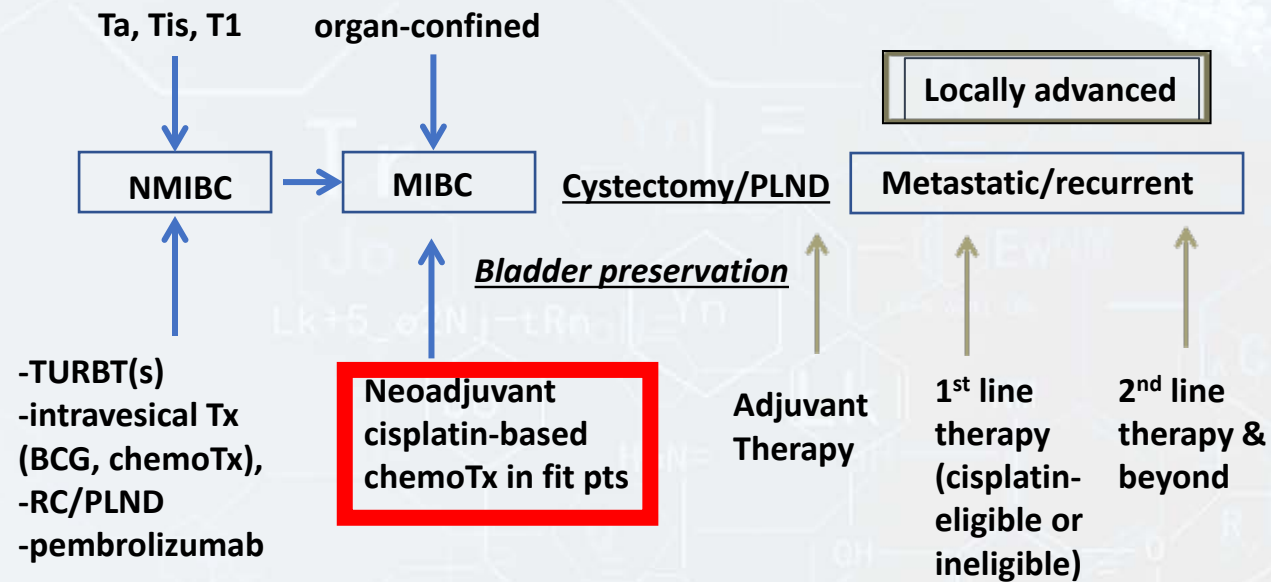 Ta, Tis, T1
organ-confined
Locally advanced
NMIBC
MIBC
Cystectomy/PLND
Metastatic/recurrent
Bladder preservation
-TURBT(s)
-intravesical Tx
(BCG, chemoTx),
-RC/PLND
-pembrolizumab
Neoadjuvant
cisplatin-based
chemoTx in fit pts
Adjuvant
Therapy
1st line
therapy
(cisplatin-
eligible or
ineligible)
2nd line
therapy &
beyond